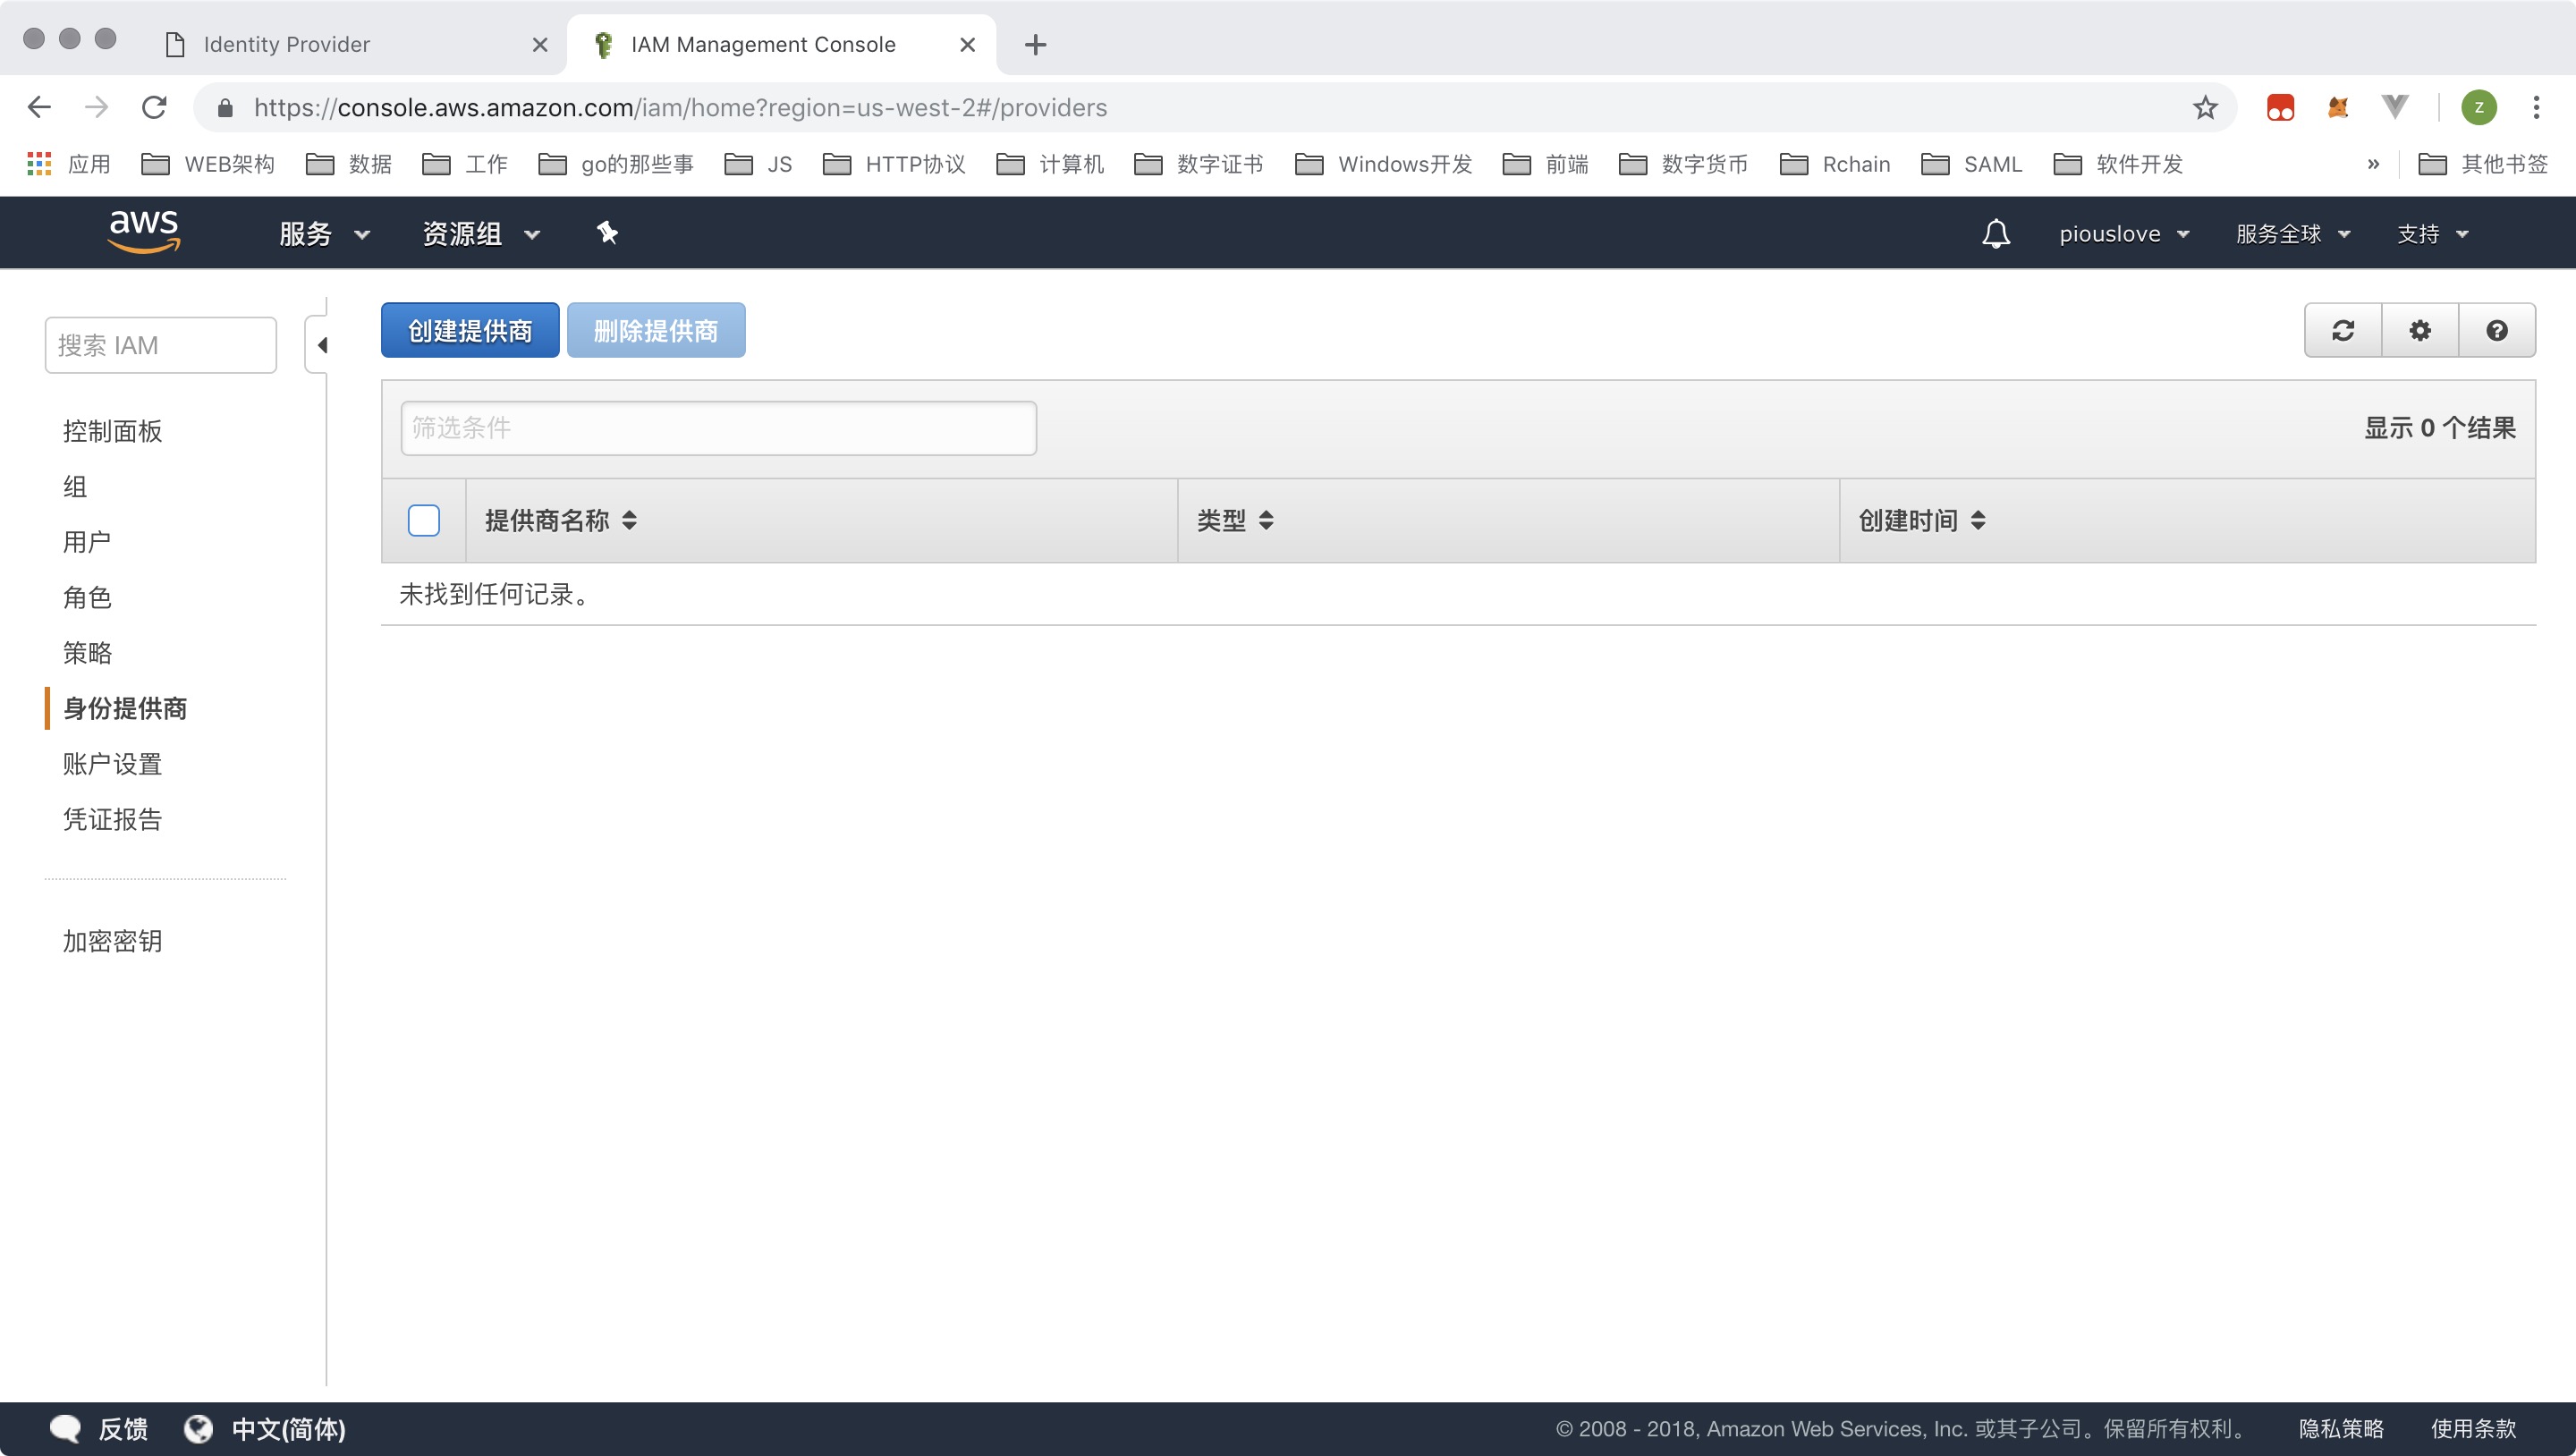 Identity Provider
IAM Management Console
https://console.aws.amazon.com/iam/home?region=us-west-2#/providers
z
应用 WEB架构 数据 工作 go的那些事 JS HTTP协议 计算机 数字证书 Windows开发 前端 数字货币 Rchain SAML 软件开发 » 其他书签
aws 服务 资源组 piouslove 服务全球 支持
搜索 IAM
创建提供商 删除提供商
筛选条件
显示 0 个结果
控制面板
组
用户
角色
策略
身份提供商
账户设置
凭证报告
加密密钥
提供商名称 类型 创建时间
未找到任何记录。
反馈 中文(简体) © 2008 - 2018, Amazon Web Services, Inc. 或其子公司。保留所有权利。 隐私策略 使用条款